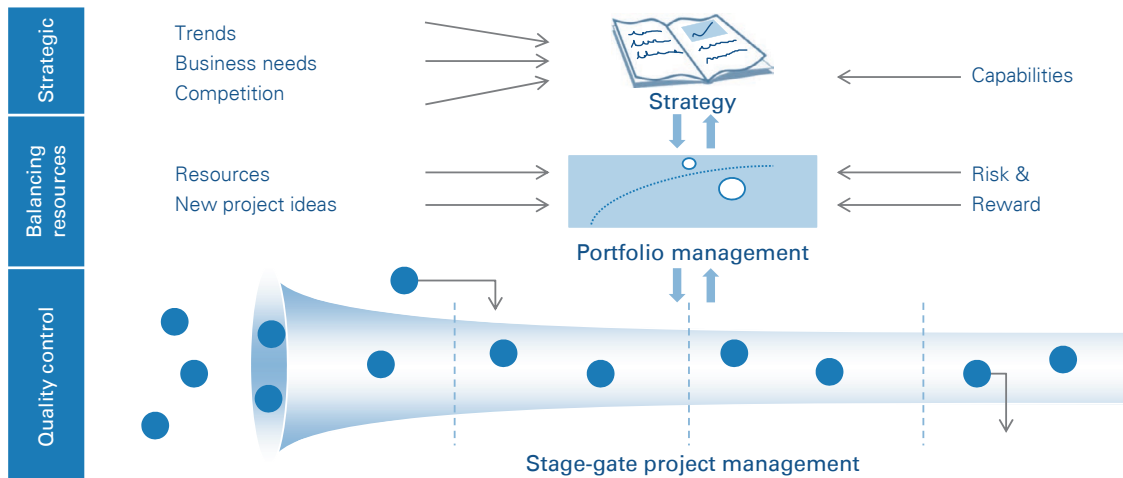 Strategic
Trends
Business needs
Competition
Strategy
Capabilities
Balancing
resources
Resources
New project ideas
Risk &
Reward
Portfolio management
Quality control
Stage-gate project management